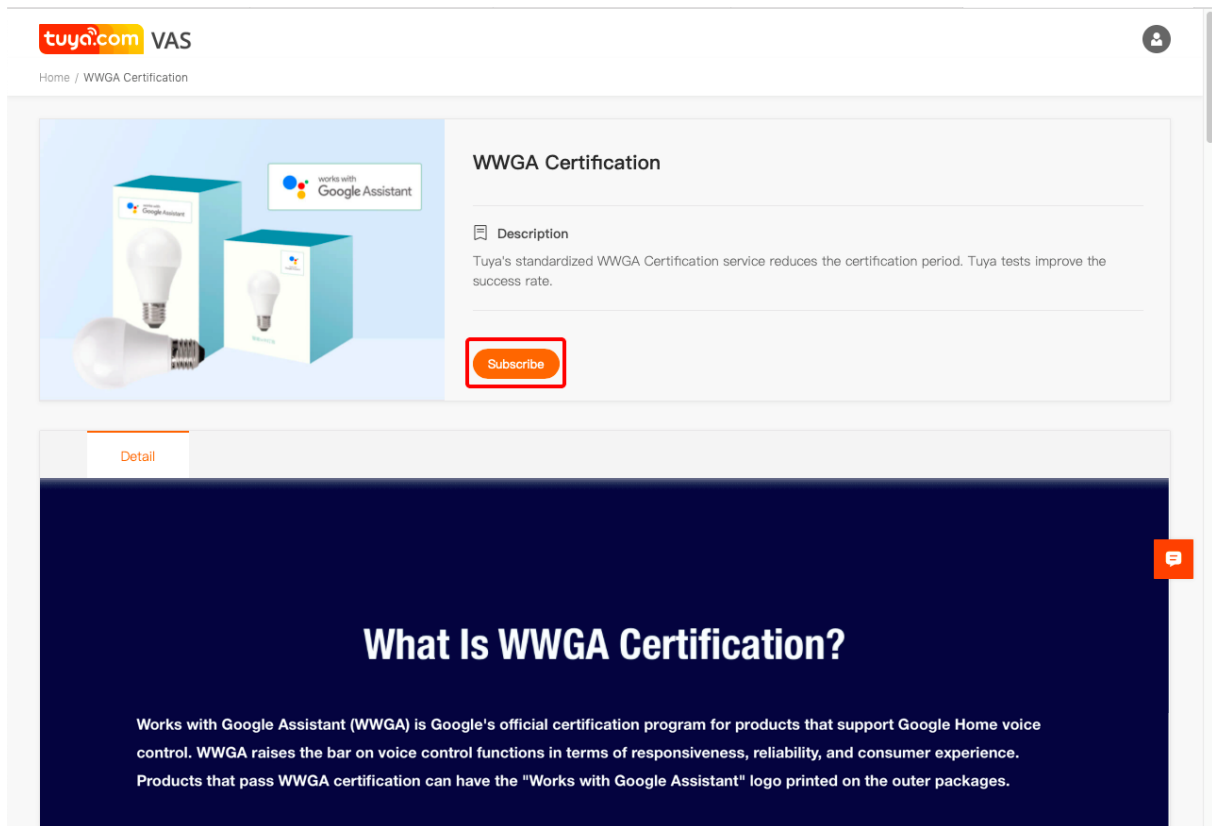 tuya.com VAS
Home / WWGA Certification
WWGA Certification
works with
Google Assistant
works with
Google Assistant
Description
Tuya's standardized WWGA Certification service reduces the certification period. Tuya tests improve the
success rate.
Subscribe
Detail
What Is WWGA Certification?
Works with Google Assistant (WWGA) is Google's official certification program for products that support Google Home voice
control. WWGA raises the bar on voice control functions in terms of responsiveness, reliability, and consumer experience.
Products that pass WWGA certification can have the "Works with Google Assistant" logo printed on the outer packages.